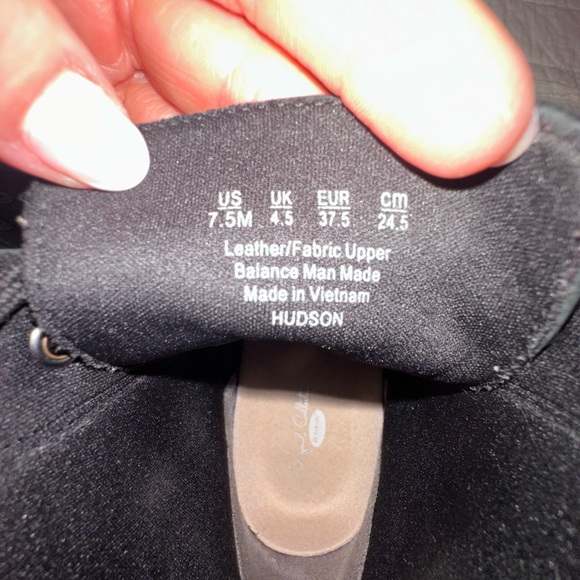 US UK EUR cm
7.5M 4.5 37.5 24.5
Leather/Fabric Upper
Balance Man Made
Made in Vietnam
HUDSON